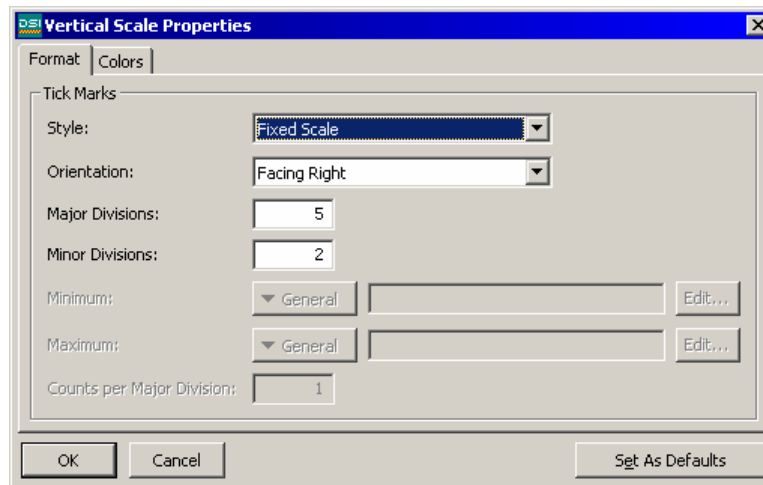 DSI Vertical Scale Properties
Format Colors
Tick Marks
Style: Fixed Scale
Orientation: Facing Right
Major Divisions: 5
Minor Divisions: 2
Minimum: General Edit...
Maximum: General Edit...
Counts per Major Division: 1
OK Cancel Set As Defaults